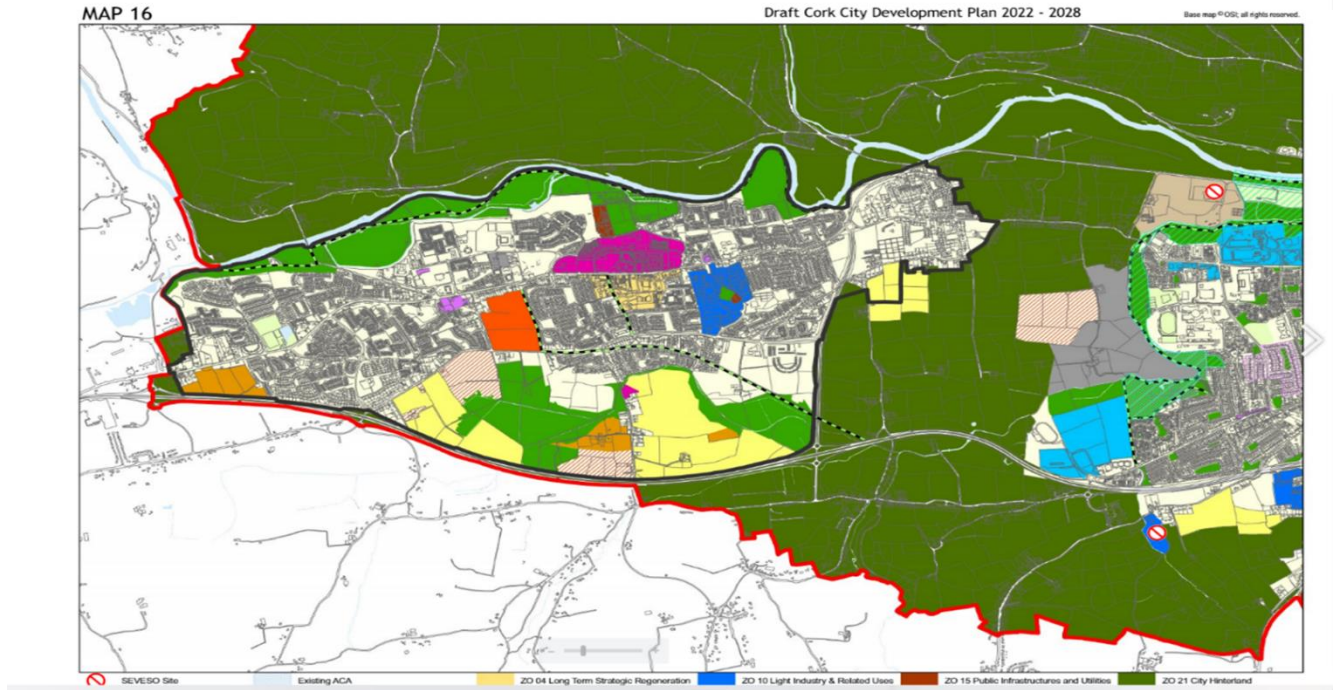 MAP 16
Draft Cork City Development Plan 2022 - 2028
Base map © OSI; all rights reserved.
SEVESO Site
Existing ACA
ZO 04 Long Term Strategic Regeneration
ZO 10 Light Industry & Related Uses
ZO 15 Public Infrastructures and Utilities
ZO 21 City Hinterland